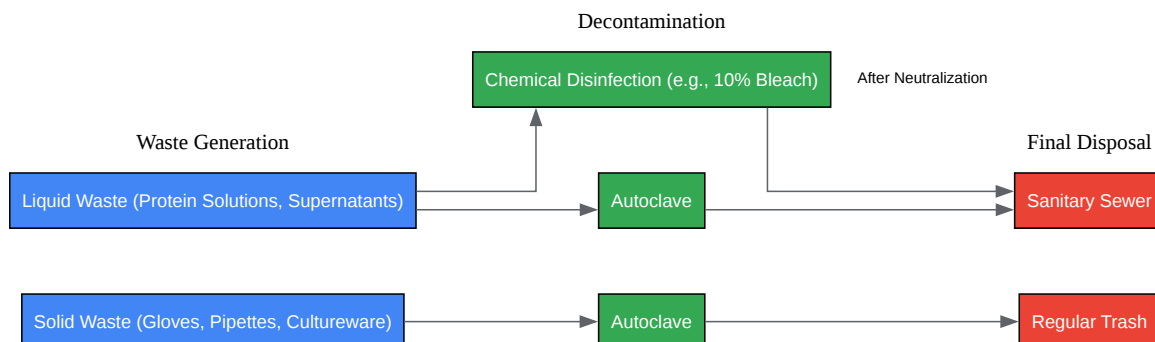 Decontamination
Chemical Disinfection (e.g., 10% Bleach)
After Neutralization
Waste Generation
Final Disposal
Liquid Waste (Protein Solutions, Supernatants)
Autoclave
Sanitary Sewer
Solid Waste (Gloves, Pipettes, Cultureware)
Autoclave
Regular Trash